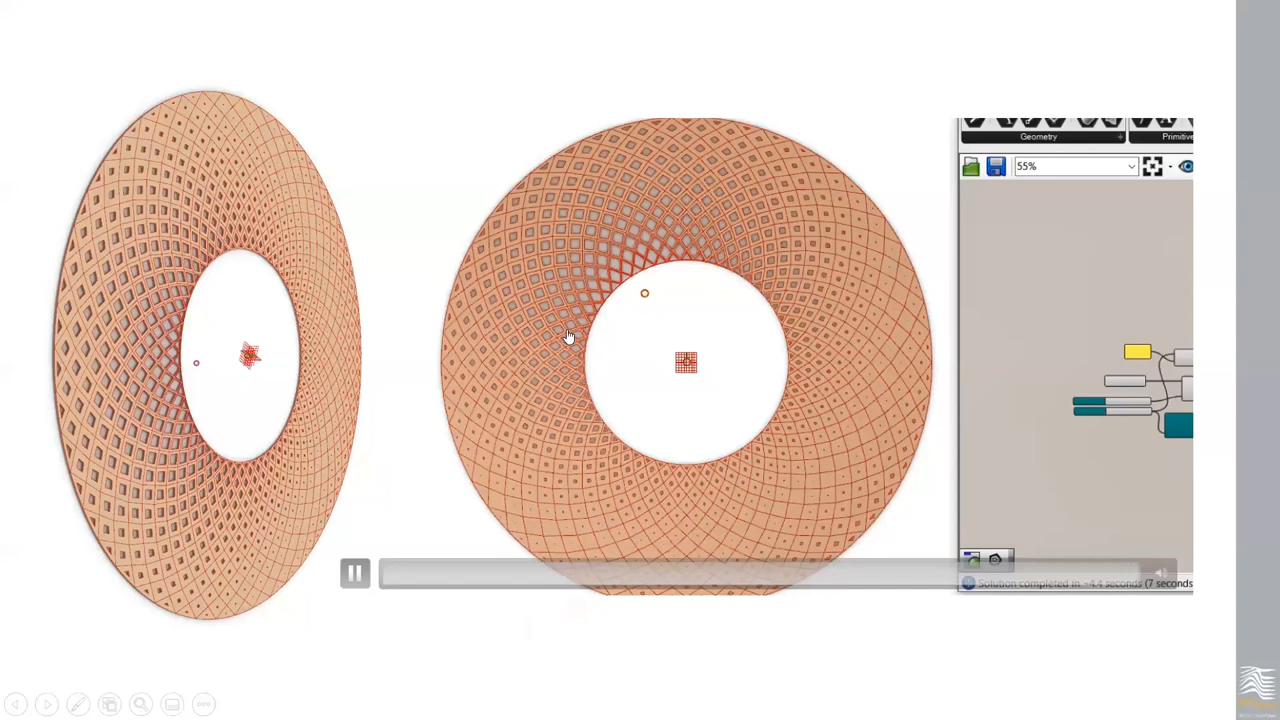 Geometry
Primitive
55%
Solution completed in ~4.4 seconds (7 seconds